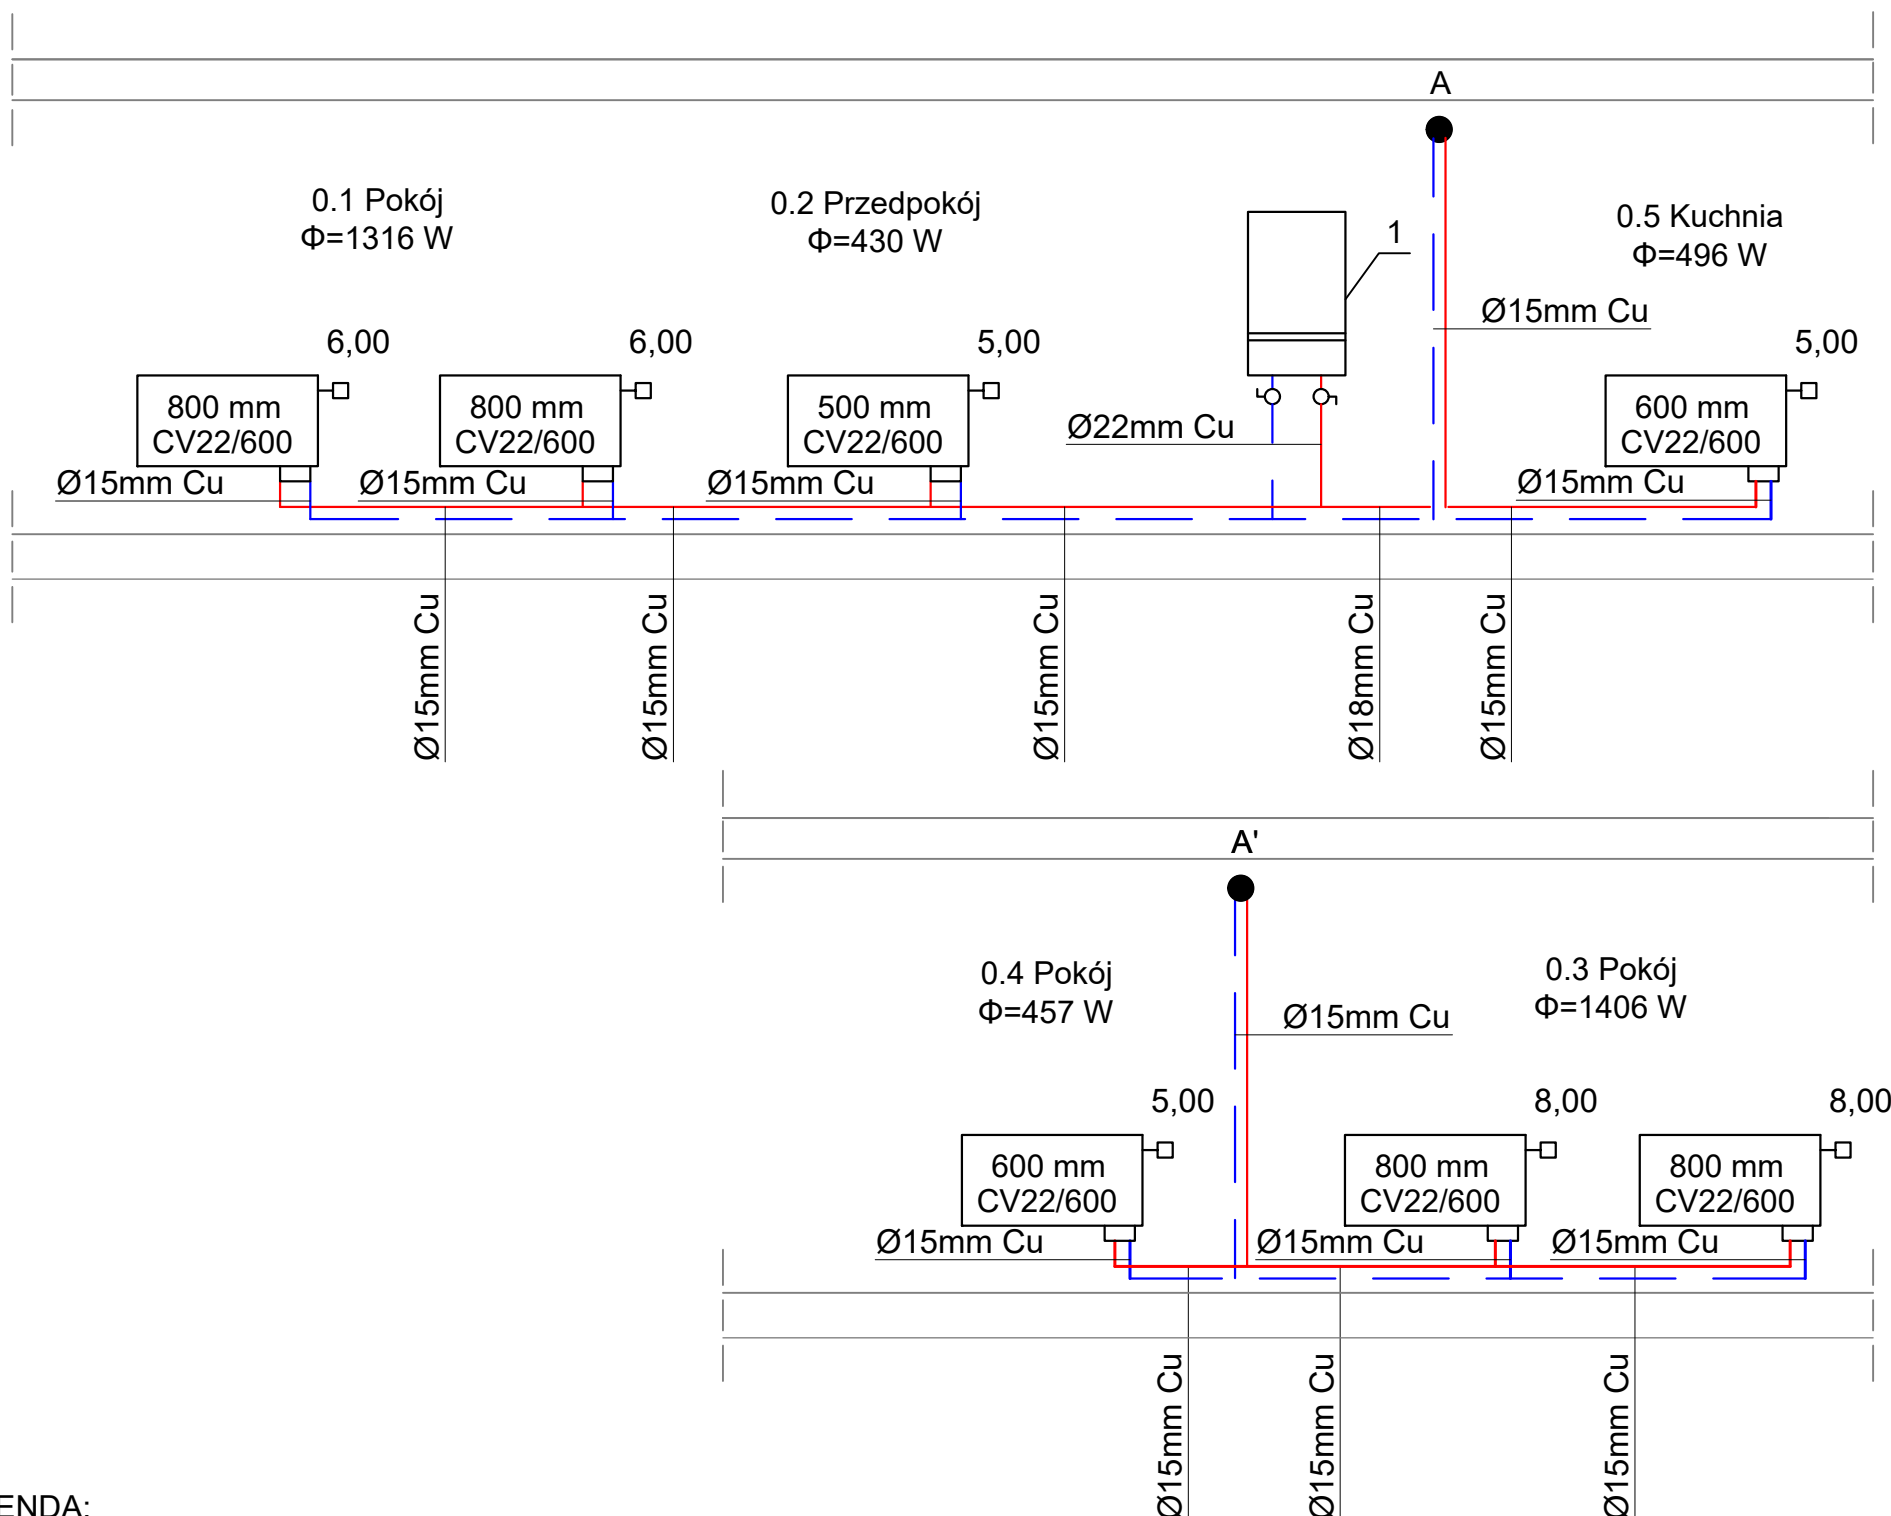 A
0.1 Pokój
Φ=1316 W
0.2 Przedpokój
Φ=430 W
1
0.5 Kuchnia
Φ=496 W
Ø15mm Cu
6,00
6,00
5,00
5,00
800 mm
CV22/600
800 mm
CV22/600
500 mm
CV22/600
Ø22mm Cu
600 mm
CV22/600
Ø15mm Cu
Ø15mm Cu
Ø15mm Cu
Ø15mm Cu
Ø15mm Cu
Ø15mm Cu
Ø15mm Cu
Ø18mm Cu
Ø15mm Cu
A'
0.4 Pokój
Φ=457 W
0.3 Pokój
Φ=1406 W
Ø15mm Cu
5,00
8,00
8,00
600 mm
CV22/600
800 mm
CV22/600
800 mm
CV22/600
Ø15mm Cu
Ø15mm Cu
Ø15mm Cu
Ø15mm Cu
Ø15mm Cu
Ø15mm Cu
ENDA: